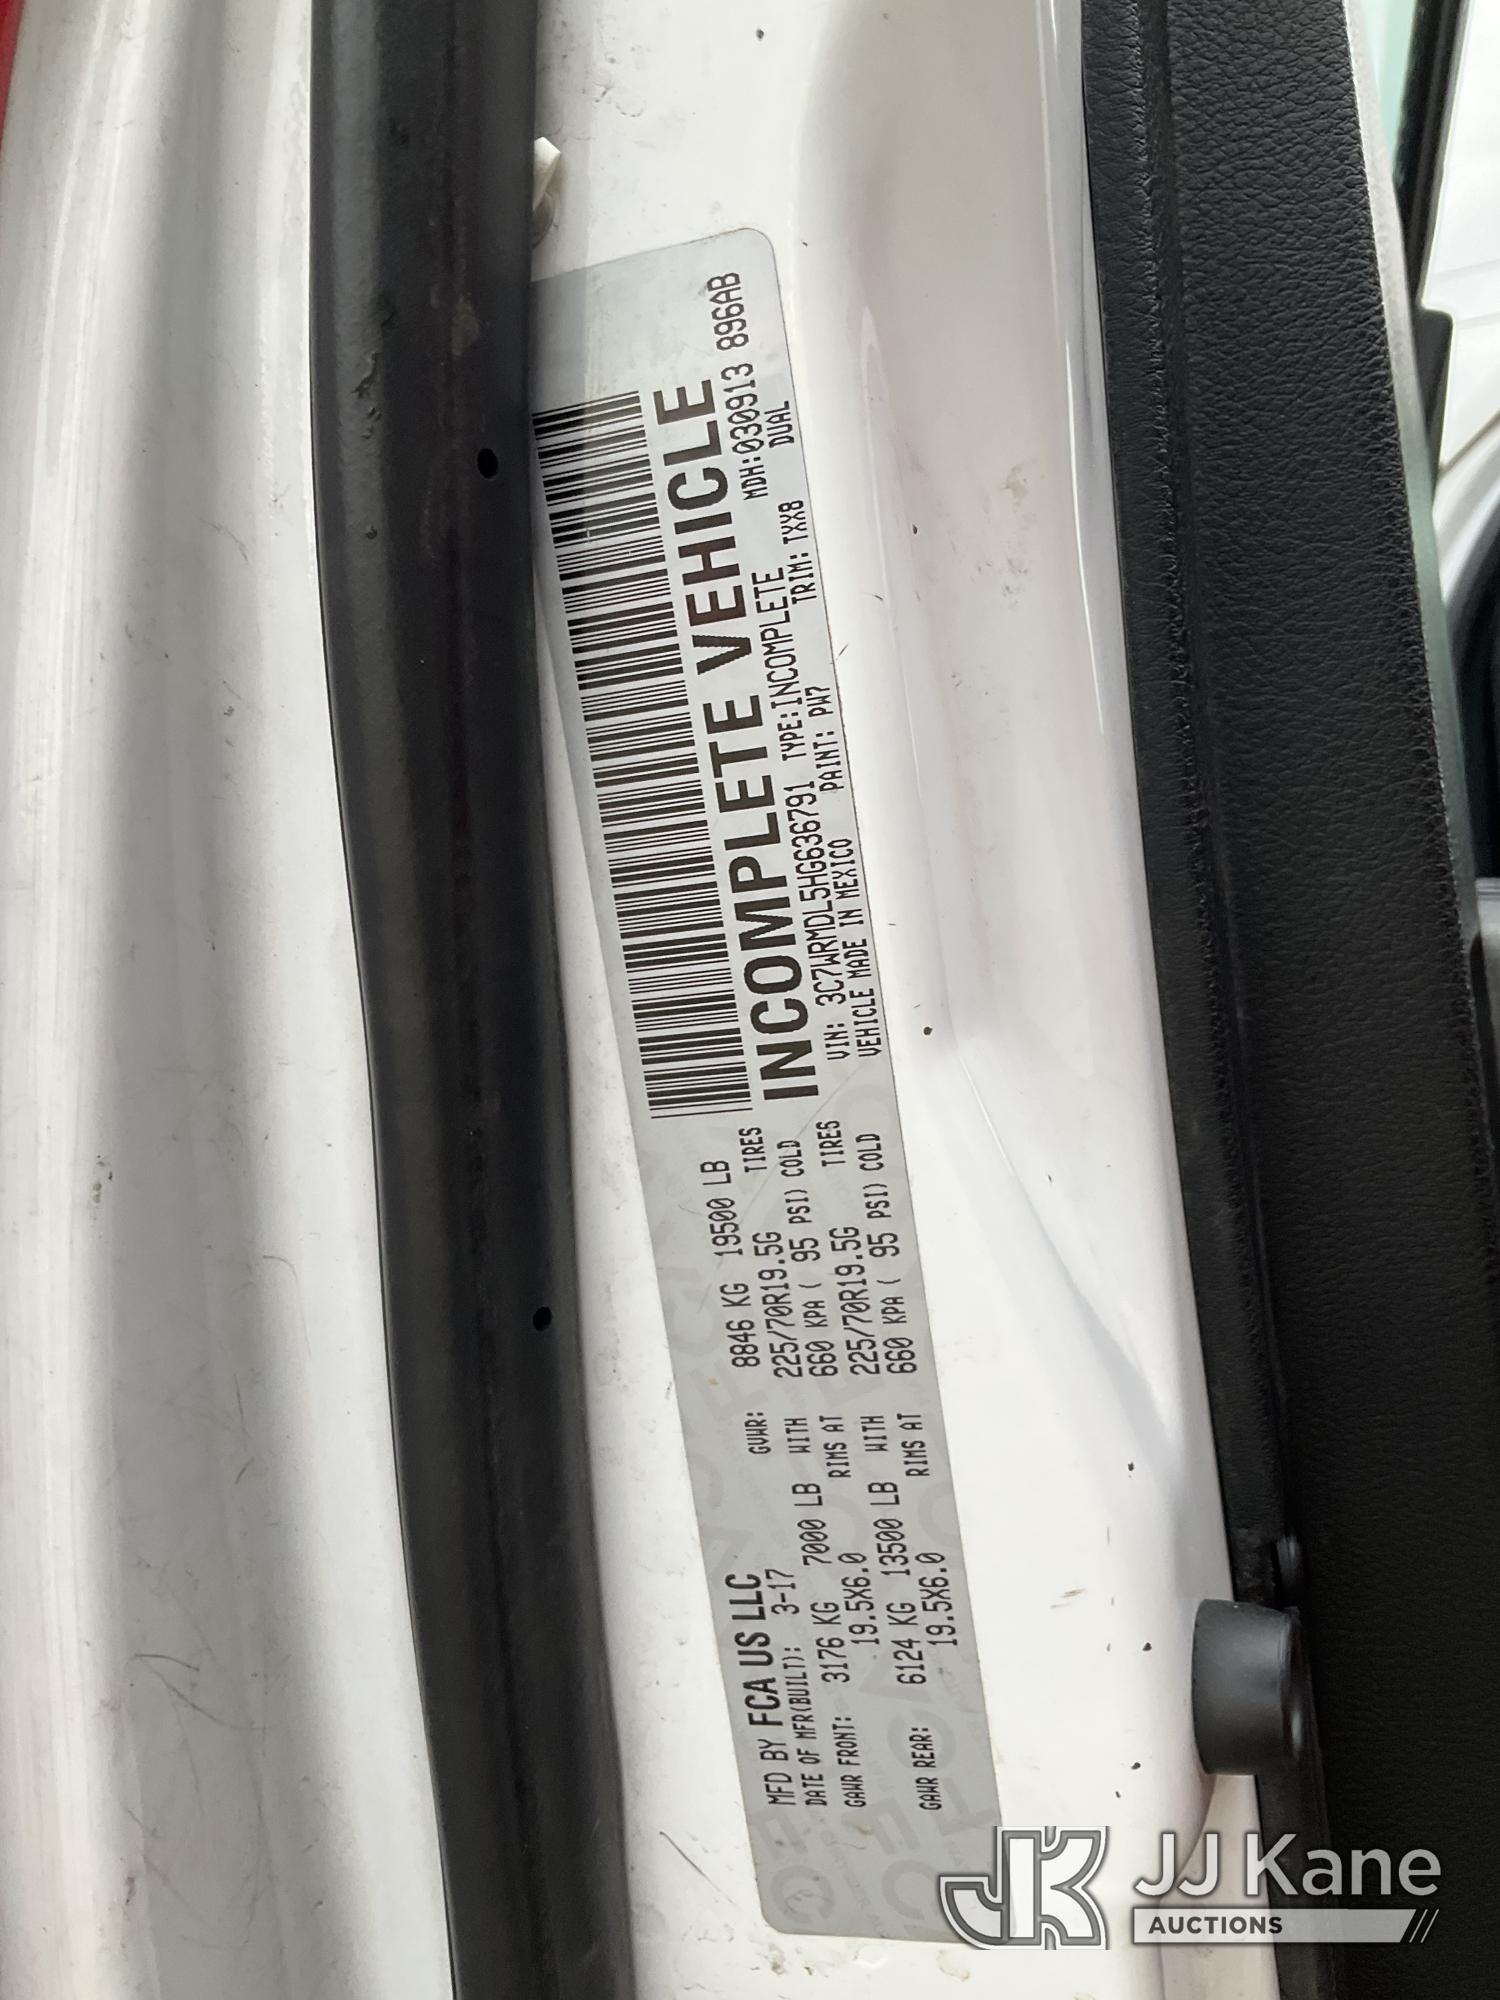 MFD BY FCA US LLC
DATE OF MFR(BUILT): 3-17 GVWR: 8846 KG 19500 LB
GAWR FRONT: 3176 KG 7000 LB WITH 225/70R19.5G TIRES
19.5X6.0 RIMS AT 660 KPA ( 95 PSI) COLD
GAWR REAR: 6124 KG 13500 LB WITH 225/70R19.5G TIRES
19.5X6.0 RIMS AT 660 KPA ( 95 PSI) COLD
INCOMPLETE VEHICLE
MDH:030913 896AB
VIN: 3C7WRMDL5HG636791 TYPE:INCOMPLETE DUAL
VEHICLE MADE IN MEXICO PAINT: PW7 TRIM: TXX8
JJ Kane
AUCTIONS